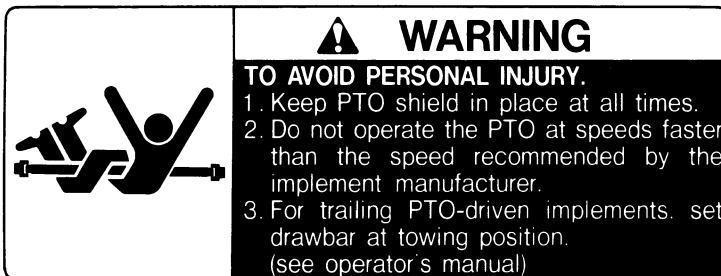 WARNING
TO AVOID PERSONAL INJURY.
1. Keep PTO shield in place at all times.
2. Do not operate the PTO at speeds faster
than the speed recommended by the
implement manufacturer.
3. For trailing PTO-driven implements. set
drawbar at towing position.
(see operator's manual)